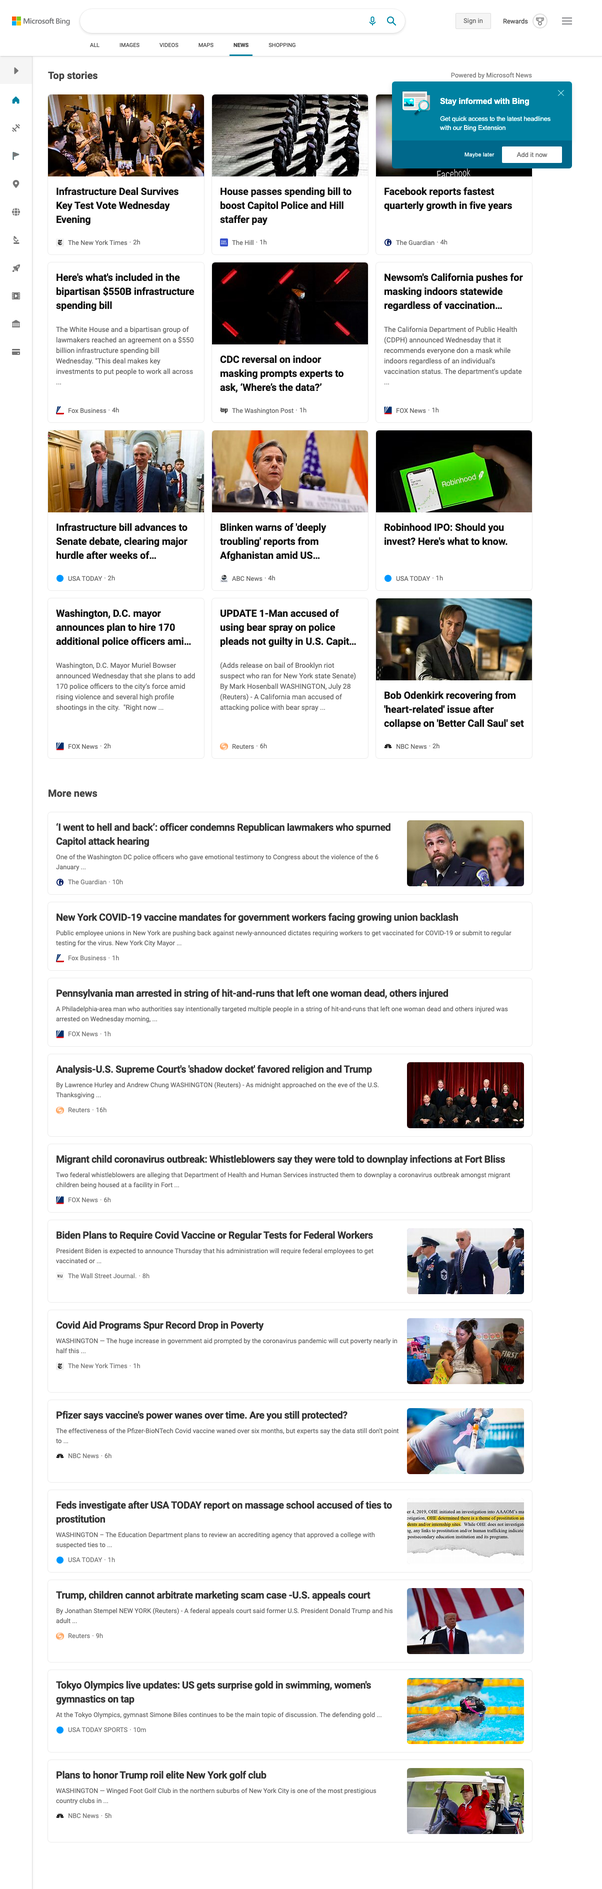 Microsoft Bing
Sign in
Rewards
ALL
IMAGES
VIDEOS
MAPS
NEWS
SHOPPING
Top stories
Powered by Microsoft News
Stay informed with Bing
Get quick access to the latest headlines
with our Bing Extension
Maybe later
Add it now
Infrastructure Deal Survives
Key Test Vote Wednesday
Evening
The New York Times · 2h
House passes spending bill to
boost Capitol Police and Hill
staffer pay
The Hill · 1h
Facebook
Facebook reports fastest
quarterly growth in five years
The Guardian · 4h
Here's what's included in the
bipartisan $550B infrastructure
spending bill
The White House and a bipartisan group of
lawmakers reached an agreement on a $550
billion infrastructure spending bill
Wednesday. "This deal makes key
investments to put people to work all across
...
Fox Business · 4h
CDC reversal on indoor
masking prompts experts to
ask, ‘Where’s the data?’
wp
The Washington Post · 1h
Newsom's California pushes for
masking indoors statewide
regardless of vaccination...
The California Department of Public Health
(CDPH) announced Wednesday that it
recommends everyone don a mask while
indoors regardless of an individual's
vaccination status. The department's update
...
FOX News · 1h
Infrastructure bill advances to
Senate debate, clearing major
hurdle after weeks of...
USA TODAY · 2h
Blinken warns of 'deeply
troubling' reports from
Afghanistan amid US...
ABC News · 4h
Robinhood
Robinhood IPO: Should you
invest? Here's what to know.
USA TODAY · 1h
Washington, D.C. mayor
announces plan to hire 170
additional police officers ami...
Washington, D.C. Mayor Muriel Bowser
announced Wednesday that she plans to add
170 police officers to the city's force amid
rising violence and several high profile
shootings in the city. "Right now ...
FOX News · 2h
UPDATE 1-Man accused of
using bear spray on police
pleads not guilty in U.S. Capit...
(Adds release on bail of Brooklyn riot
suspect who ran for New York state Senate)
By Mark Hosenball WASHINGTON, July 28
(Reuters) - A California man accused of
attacking police with bear spray ...
Reuters · 6h
Bob Odenkirk recovering from
'heart-related' issue after
collapse on 'Better Call Saul' set
NBC News · 2h
More news
‘I went to hell and back’: officer condemns Republican lawmakers who spurned
Capitol attack hearing
One of the Washington DC police officers who gave emotional testimony to Congress about the violence of the 6
January ...
The Guardian · 10h
New York COVID-19 vaccine mandates for government workers facing growing union backlash
Public employee unions in New York are pushing back against newly-announced dictates requiring workers to get vaccinated for COVID-19 or submit to regular
testing for the virus. New York City Mayor ...
Fox Business · 1h
Pennsylvania man arrested in string of hit-and-runs that left one woman dead, others injured
A Philadelphia-area man who authorities say intentionally targeted multiple people in a string of hit-and-runs that left one woman dead and others injured was
arrested on Wednesday morning, ...
FOX News · 1h
Analysis-U.S. Supreme Court's 'shadow docket' favored religion and Trump
By Lawrence Hurley and Andrew Chung WASHINGTON (Reuters) - As midnight approached on the eve of the U.S.
Thanksgiving ...
Reuters · 16h
Migrant child coronavirus outbreak: Whistleblowers say they were told to downplay infections at Fort Bliss
Two federal whistleblowers are alleging that Department of Health and Human Services instructed them to downplay a coronavirus outbreak amongst migrant
children being housed at a facility in Fort ...
FOX News · 6h
Biden Plans to Require Covid Vaccine or Regular Tests for Federal Workers
President Biden is expected to announce Thursday that his administration will require federal employees to get
vaccinated or ...
The Wall Street Journal. · 8h
Covid Aid Programs Spur Record Drop in Poverty
WASHINGTON — The huge increase in government aid prompted by the coronavirus pandemic will cut poverty nearly in
half this ...
The New York Times · 1h
Pfizer says vaccine's power wanes over time. Are you still protected?
The effectiveness of the Pfizer-BioNTech Covid vaccine waned over six months, but experts say the data still don't point
to ...
NBC News · 6h
Feds investigate after USA TODAY report on massage school accused of ties to
prostitution
WASHINGTON – The Education Department plans to review an accrediting agency that approved a college with
suspected ties to ...
USA TODAY · 1h
4, 2019, OHE initiated an investigation into AAAOM's
OHE determined there is a theme of prostitution
and/or internship sites. While OHE does not
any links to prostitution or human trafficking
postsecondary education institution and its programs.
Trump, children cannot arbitrate marketing scam case -U.S. appeals court
By Jonathan Stempel NEW YORK (Reuters) - A federal appeals court said former U.S. President Donald Trump and his
adult ...
Reuters · 9h
Tokyo Olympics live updates: US gets surprise gold in swimming, women's
gymnastics on tap
At the Tokyo Olympics, gymnast Simone Biles continues to be the main topic of discussion. The defending gold ...
USA TODAY SPORTS · 10m
Plans to honor Trump roil elite New York golf club
WASHINGTON — Winged Foot Golf Club in the northern suburbs of New York City is one of the most prestigious
country clubs in ...
NBC News · 5h